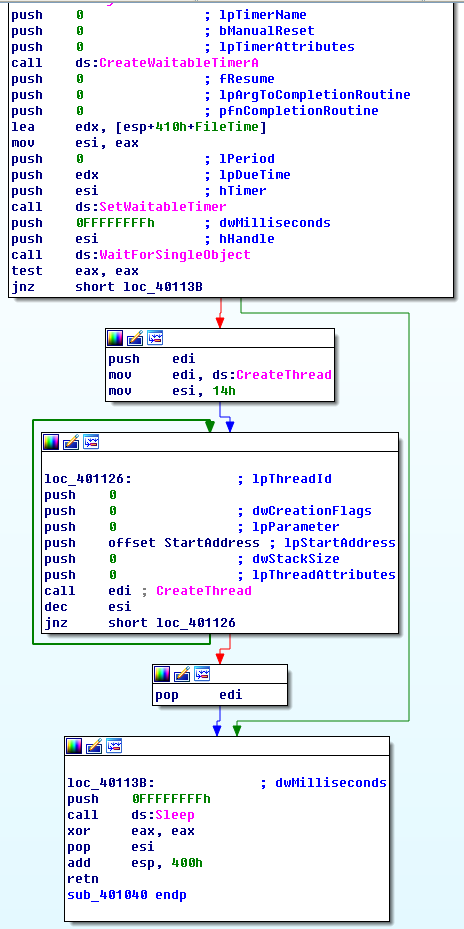 push 0 ; lpTimerName
push 0 ; bManualReset
push 0 ; lpTimerAttributes
call ds:CreateWaitableTimerA
push 0 ; fResume
push 0 ; lpArgToCompletionRoutine
push 0 ; pfnCompletionRoutine
lea edx, [esp+410h+FileTime]
mov esi, eax
push 0 ; lPeriod
push edx ; lpDueTime
push esi ; hTimer
call ds:SetWaitableTimer
push 0FFFFFFFFh ; dwMilliseconds
push esi ; hHandle
call ds:WaitForSingleObject
test eax, eax
jnz short loc_40113B
push edi
mov edi, ds:CreateThread
mov esi, 14h
loc_401126: ; lpThreadId
push 0
push 0 ; dwCreationFlags
push 0 ; lpParameter
push offset StartAddress ; lpStartAddress
push 0 ; dwStackSize
push 0 ; lpThreadAttributes
call edi ; CreateThread
dec esi
jnz short loc_401126
pop edi
loc_40113B: ; dwMilliseconds
push 0FFFFFFFFh
call ds:Sleep
xor eax, eax
pop esi
add esp, 400h
retn
sub_401040 endp